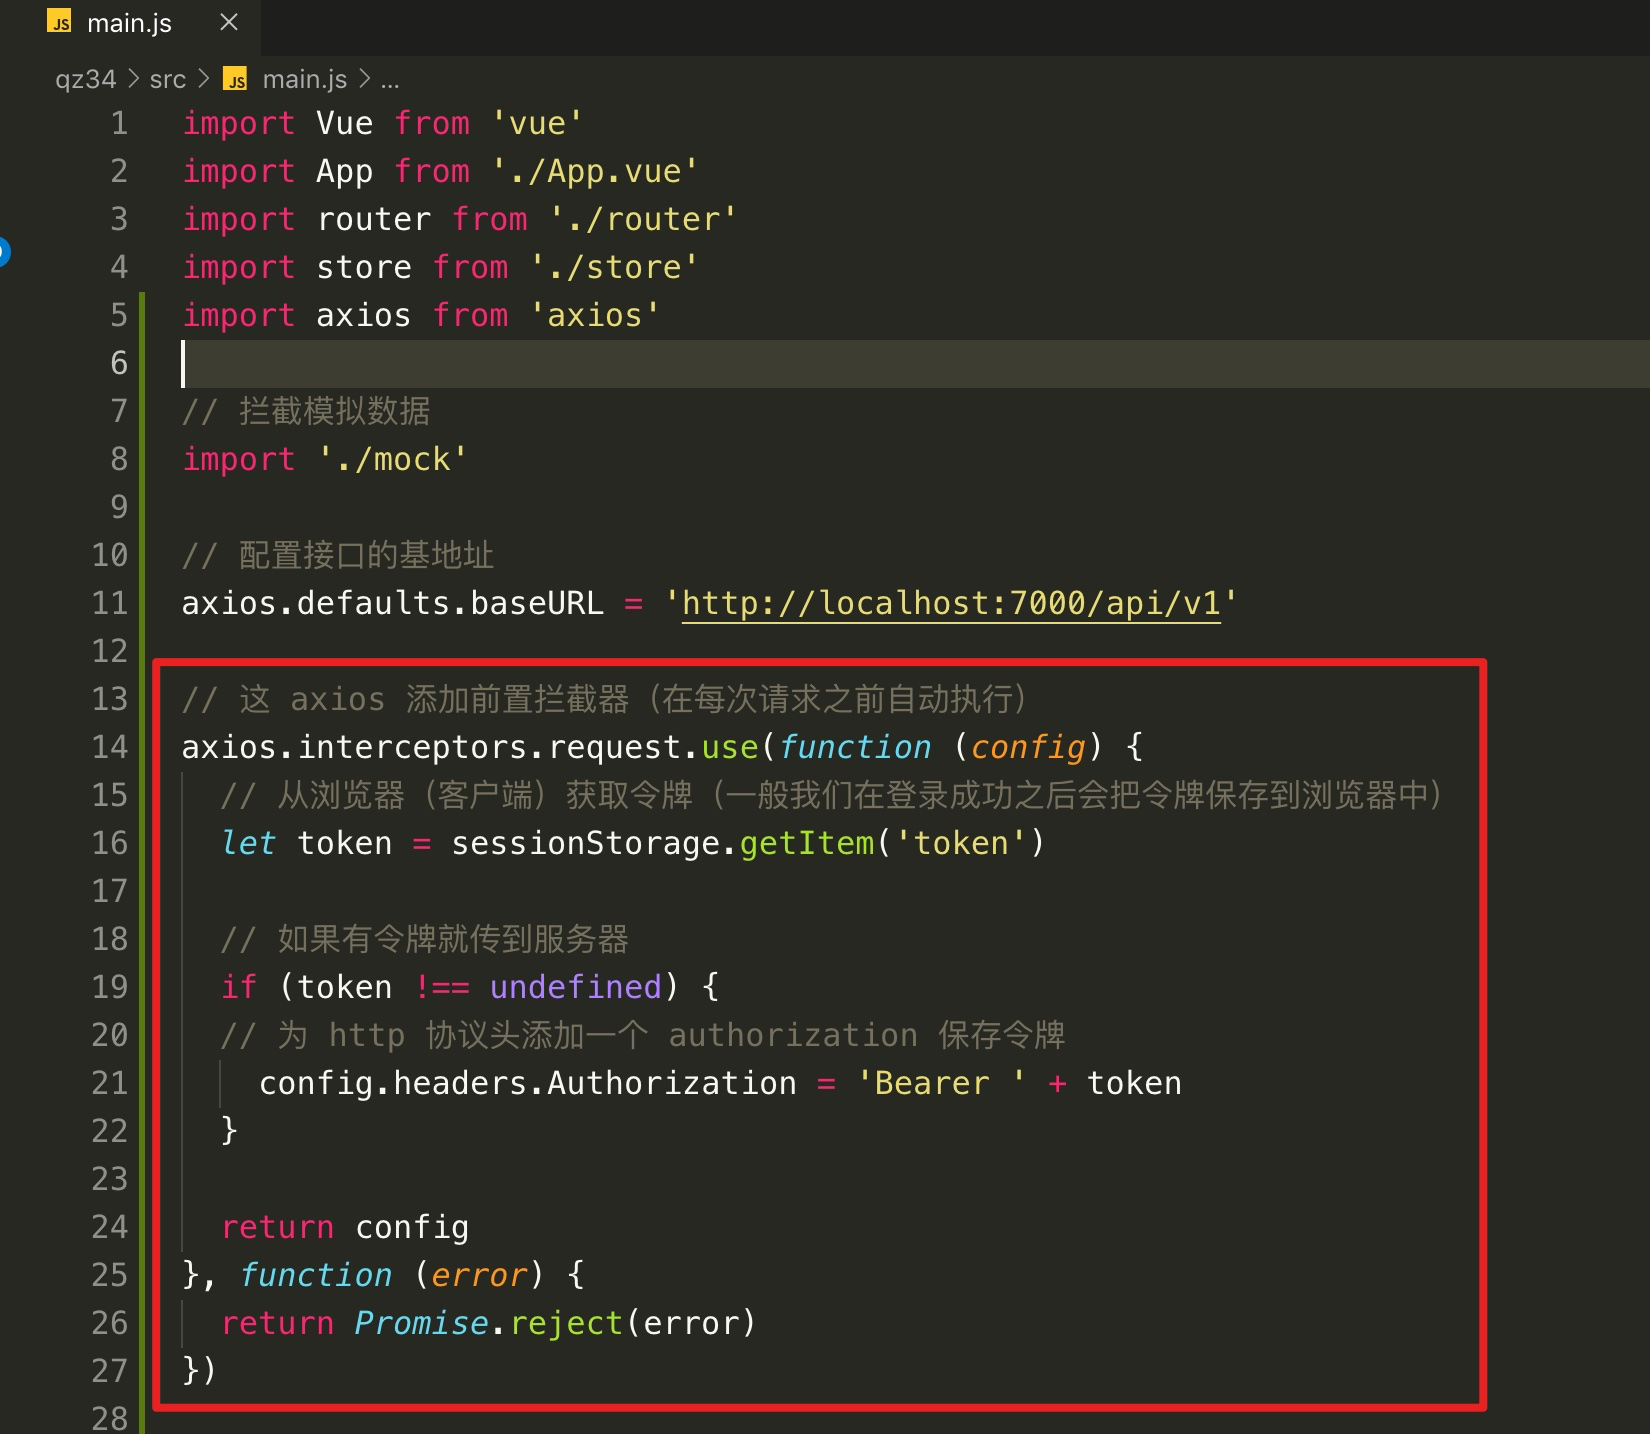 JS main.js ×
qz34 > src > JS main.js > ...
1 import Vue from 'vue'
2 import App from './App.vue'
3 import router from './router'
4 import store from './store'
5 import axios from 'axios'
6
7 // 拦截模拟数据
8 import './mock'
9
10 // 配置接口的基地址
11 axios.defaults.baseURL = 'http://localhost:7000/api/v1'
12
13 // 这 axios 添加前置拦截器（在每次请求之前自动执行）
14 axios.interceptors.request.use(function (config) {
15   // 从浏览器（客户端）获取令牌（一般我们在登录成功之后会把令牌保存到浏览器中）
16   let token = sessionStorage.getItem('token')
17
18   // 如果有令牌就传到服务器
19   if (token !== undefined) {
20   // 为 http 协议头添加一个 authorization 保存令牌
21     config.headers.Authorization = 'Bearer ' + token
22   }
23
24   return config
25 }, function (error) {
26   return Promise.reject(error)
27 })
28